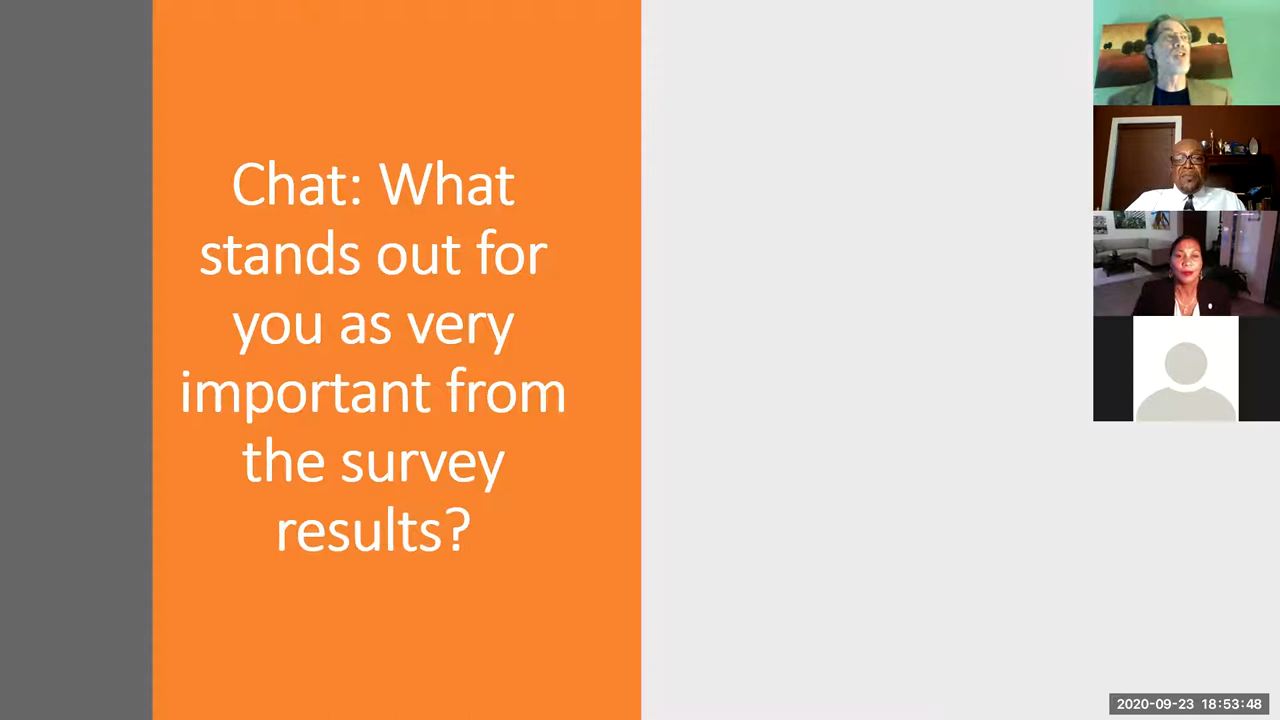 Chat: What
stands out for
you as very
important from
the survey
results?
2020-09-23 18:53:48